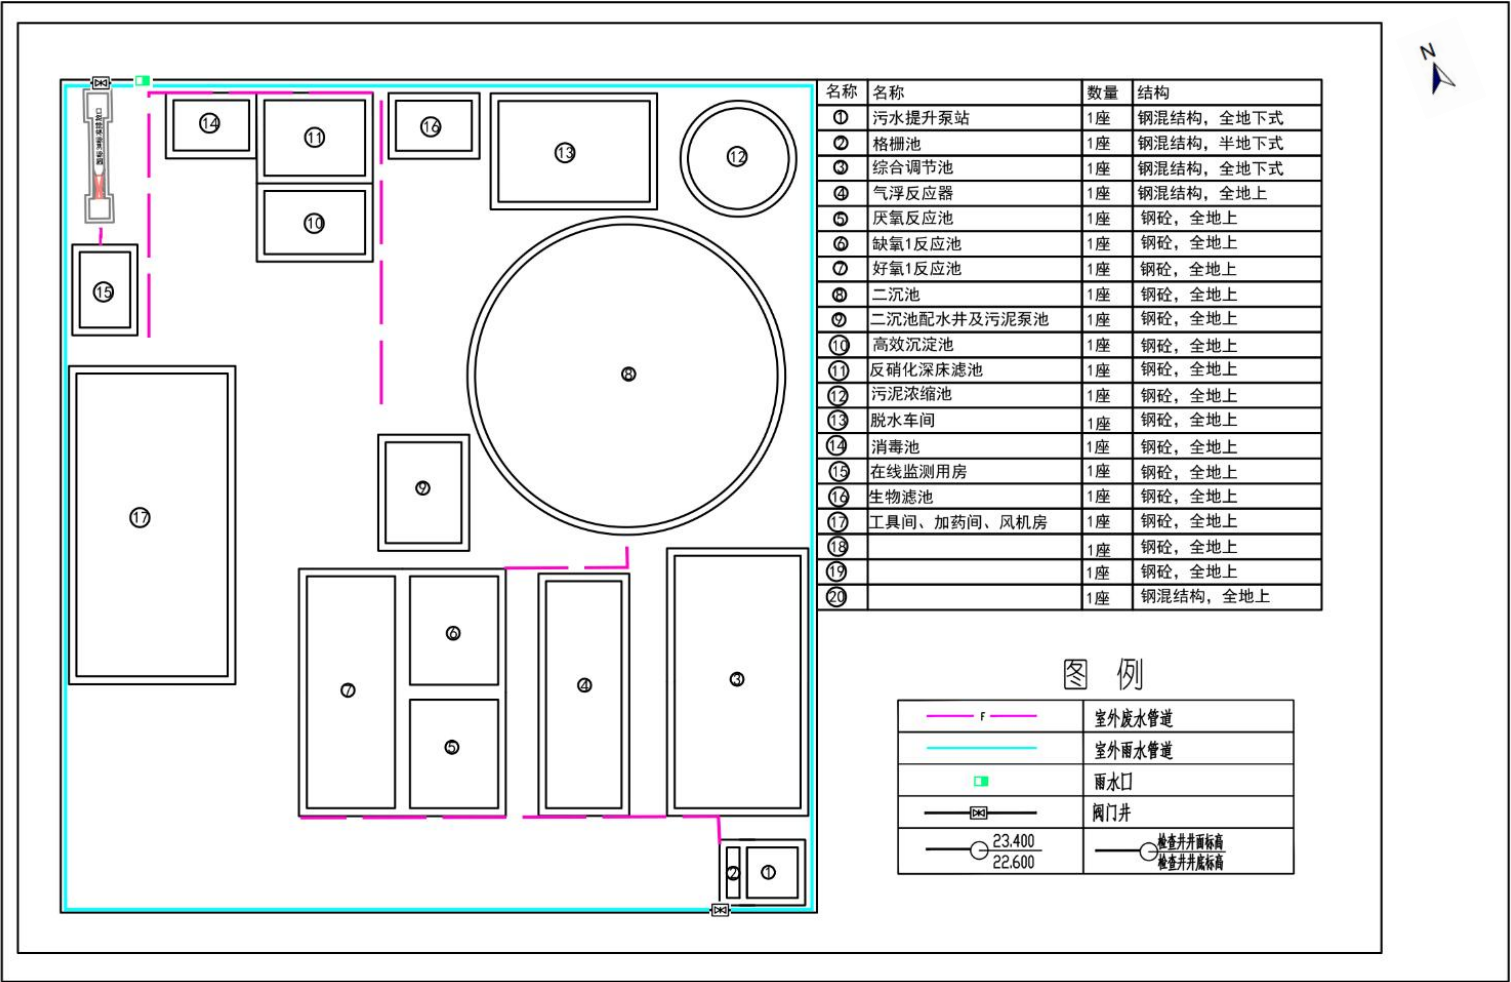 N
名称 名称 数量 结构
① 污水提升泵站 1座 钢混结构，全地下式
② 格栅池 1座 钢混结构，半地下式
③ 综合调节池 1座 钢混结构，全地下式
④ 气浮反应器 1座 钢混结构，全地上
⑤ 厌氧反应池 1座 钢砼，全地上
⑥ 缺氧1反应池 1座 钢砼，全地上
⑦ 好氧1反应池 1座 钢砼，全地上
⑧ 二沉池 1座 钢砼，全地上
⑨ 二沉池配水井及污泥泵池 1座 钢砼，全地上
⑩ 高效沉淀池 1座 钢砼，全地上
⑪ 反硝化深床滤池 1座 钢砼，全地上
⑫ 污泥浓缩池 1座 钢砼，全地上
⑬ 脱水车间 1座 钢砼，全地上
⑭ 消毒池 1座 钢砼，全地上
⑮ 在线监测用房 1座 钢砼，全地上
⑯ 生物滤池 1座 钢砼，全地上
⑰ 工具间、加药间、风机房 1座 钢砼，全地上
⑱ 1座 钢砼，全地上
⑲ 1座 钢砼，全地上
⑳ 1座 钢混结构，全地上
⑭
⑪
⑯
⑬
⑫
⑩
⑮
⑧
⑨
⑰
⑥
⑦
④
③
⑤
②
①
图 例
F 室外废水管道
室外雨水管道
雨水口
阀门井
23.400 检查井井面标高
22.600 检查井井底标高